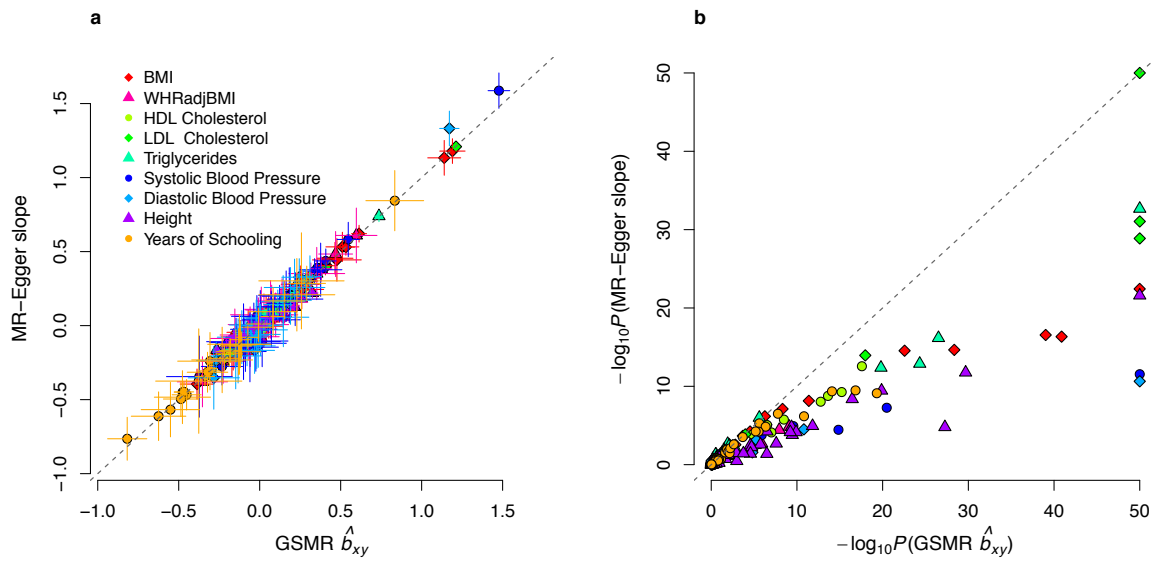 a
BMI
WHRadjBMI
HDL Cholesterol
LDL Cholesterol
Triglycerides
Systolic Blood Pressure
Diastolic Blood Pressure
Height
Years of Schooling
MR−Egger slope
1.5
1.0
0.5
0.0
−0.5
−1.0
−1.0 −0.5 0.0 0.5 1.0 1.5
GSMR b̂xy
b
−log10P(MR−Egger slope)
50
40
30
20
10
0
0 10 20 30 40 50
−log10P(GSMR b̂xy)